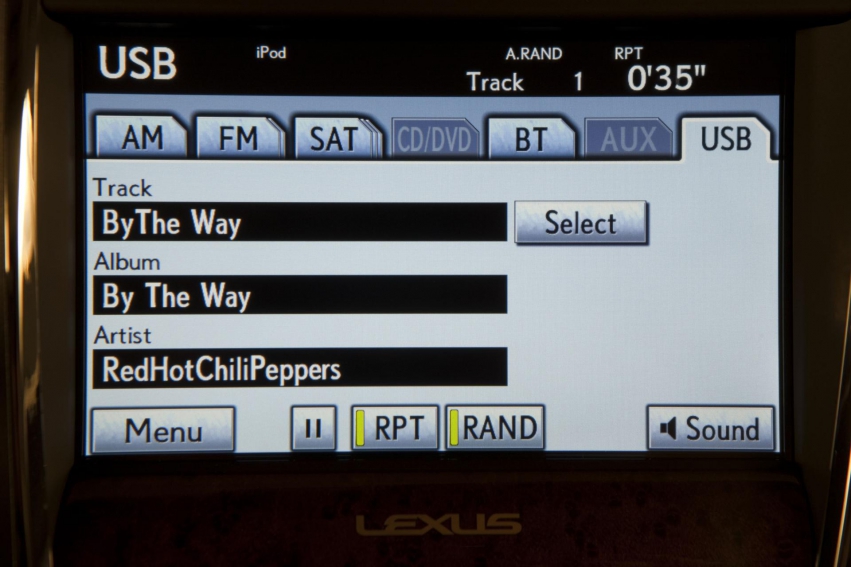 USB iPod A.RAND RPT
Track 1 0'35"
AM FM SAT CD/DVD BT AUX USB
Track
ByThe Way Select
Album
By The Way
Artist
RedHotChiliPeppers
Menu II RPT RAND Sound
LEXUS